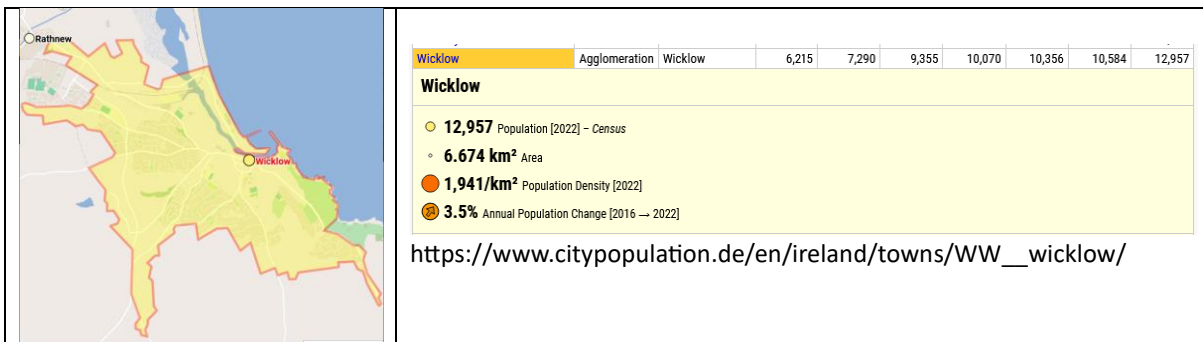 Rathnew
Wicklow
Wicklow Agglomeration Wicklow 6,215 7,290 9,355 10,070 10,356 10,584 12,957
Wicklow
12,957 Population [2022] – Census
6.674 km² Area
1,941/km² Population Density [2022]
3.5% Annual Population Change [2016 → 2022]
https://www.citypopulation.de/en/ireland/towns/WW__wicklow/